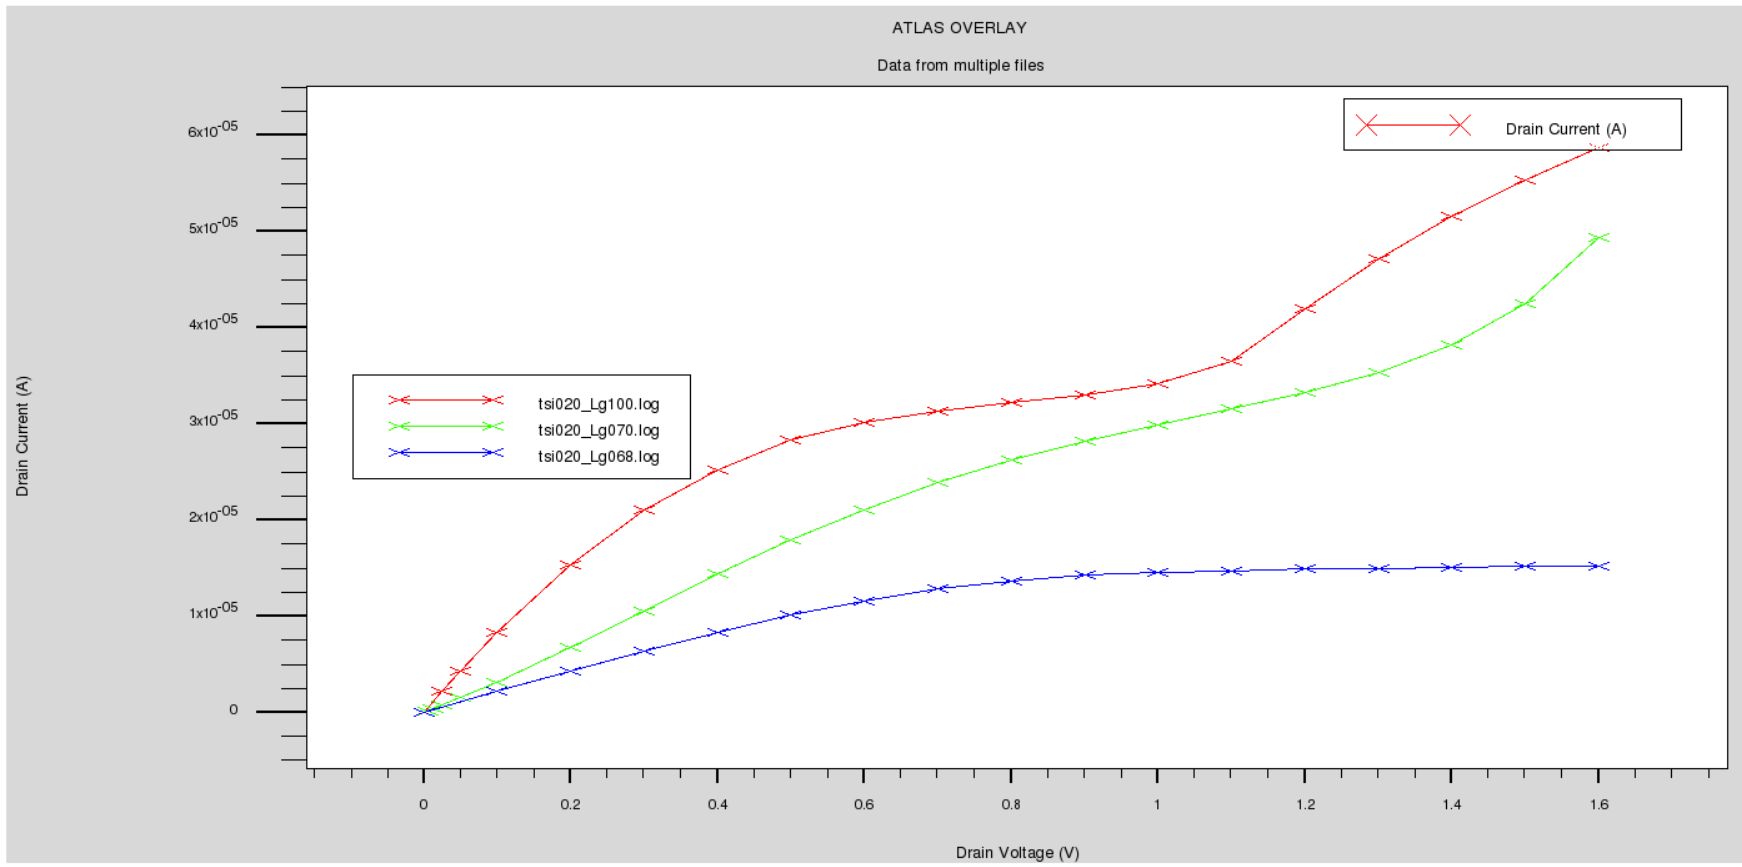 ATLAS OVERLAY
Data from multiple files
Drain Current (A)
6x10-05
5x10-05
4x10-05
3x10-05
2x10-05
1x10-05
0
Drain Current (A)
tsi020_Lg100.log
tsi020_Lg070.log
tsi020_Lg068.log
0 0.2 0.4 0.6 0.8 1 1.2 1.4 1.6
Drain Voltage (V)